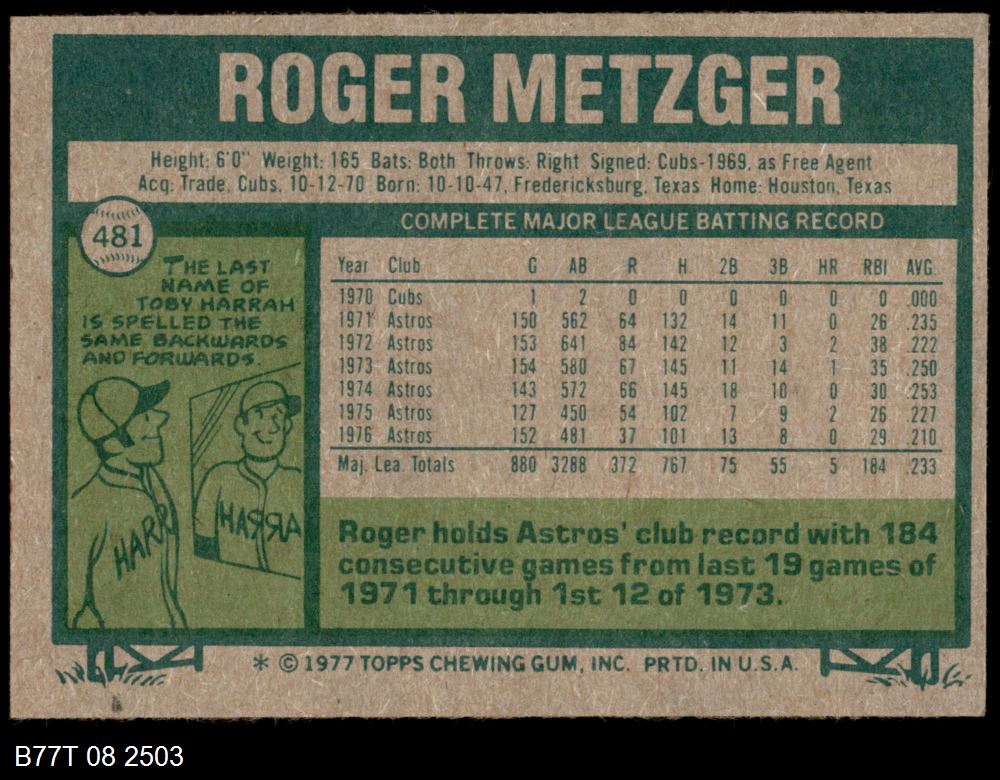 ROGER METZGER
Height: 6'0" Weight: 165 Bats: Both Throws: Right Signed: Cubs-1969, as Free Agent
Acq: Trade, Cubs, 10-12-70 Born: 10-10-47, Fredericksburg, Texas Home: Houston, Texas
481
THE LAST
NAME OF
TOBY HARRAH
IS SPELLED THE
SAME BACKWARDS
AND FORWARDS.
HARR
HARRA
COMPLETE MAJOR LEAGUE BATTING RECORD
Year Club G AB R H 2B 3B HR RBI AVG.
1970 Cubs 1 2 0 0 0 0 0 0 .000
1971 Astros 150 562 64 132 14 11 0 26 .235
1972 Astros 153 641 84 142 12 3 2 38 .222
1973 Astros 154 580 67 145 11 14 1 35 .250
1974 Astros 143 572 66 145 18 10 0 30 .253
1975 Astros 127 450 54 102 7 9 2 26 .227
1976 Astros 152 481 37 101 13 8 0 29 .210
Maj. Lea. Totals 880 3288 372 767 75 55 5 184 .233
Roger holds Astros' club record with 184
consecutive games from last 19 games of
1971 through 1st 12 of 1973.
* © 1977 TOPPS CHEWING GUM, INC. PRTD. IN U.S.A.
B77T 08 2503